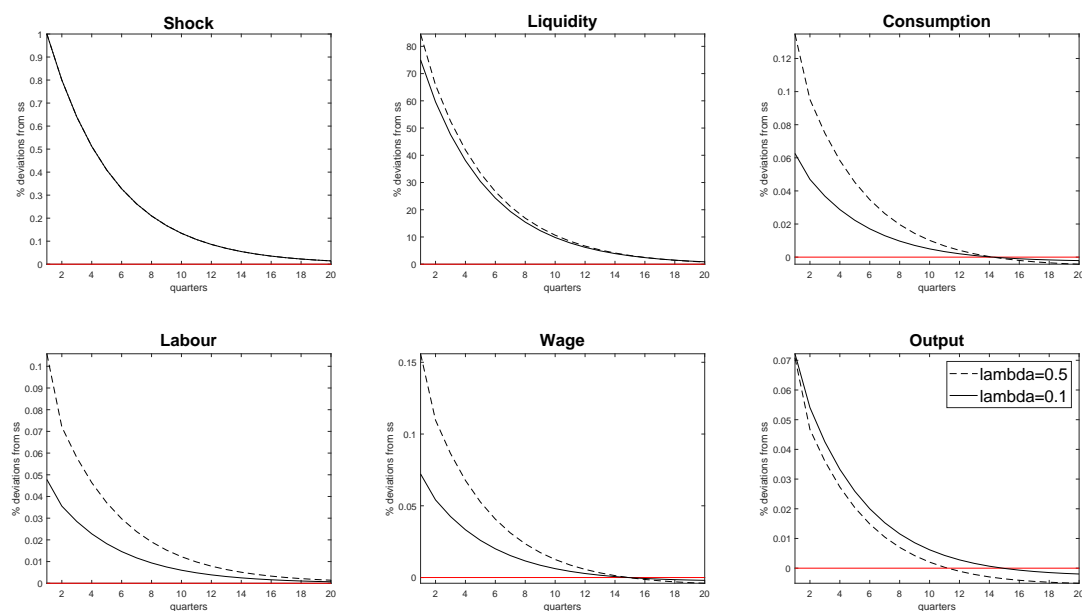 Shock
% deviations from ss
1
0.9
0.8
0.7
0.6
0.5
0.4
0.3
0.2
0.1
0
2 4 6 8 10 12 14 16 18 20
quarters
Liquidity
% deviations from ss
80
70
60
50
40
30
20
10
0
2 4 6 8 10 12 14 16 18 20
quarters
Consumption
% deviations from ss
0.12
0.1
0.08
0.06
0.04
0.02
0
2 4 6 8 10 12 14 16 18 20
quarters
Labour
% deviations from ss
0.1
0.09
0.08
0.07
0.06
0.05
0.04
0.03
0.02
0.01
0
2 4 6 8 10 12 14 16 18 20
quarters
Wage
% deviations from ss
0.15
0.1
0.05
0
2 4 6 8 10 12 14 16 18 20
quarters
Output
% deviations from ss
0.07
0.06
0.05
0.04
0.03
0.02
0.01
0
2 4 6 8 10 12 14 16 18 20
quarters
lambda=0.5
lambda=0.1